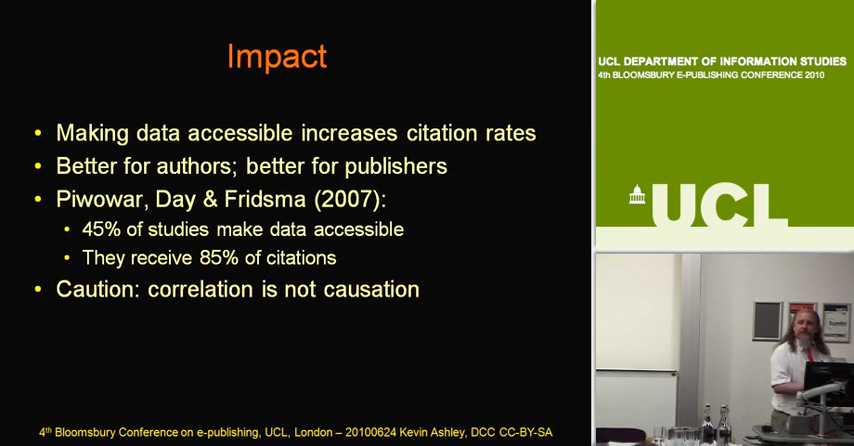 Impact
• Making data accessible increases citation rates
• Better for authors; better for publishers
• Piwowar, Day & Fridsma (2007):
• 45% of studies make data accessible
• They receive 85% of citations
• Caution: correlation is not causation
4th Bloomsbury Conference on e-publishing, UCL, London – 20100624 Kevin Ashley, DCC CC-BY-SA
UCL DEPARTMENT OF INFORMATION STUDIES
4th BLOOMSBURY E-PUBLISHING CONFERENCE 2010
UCL